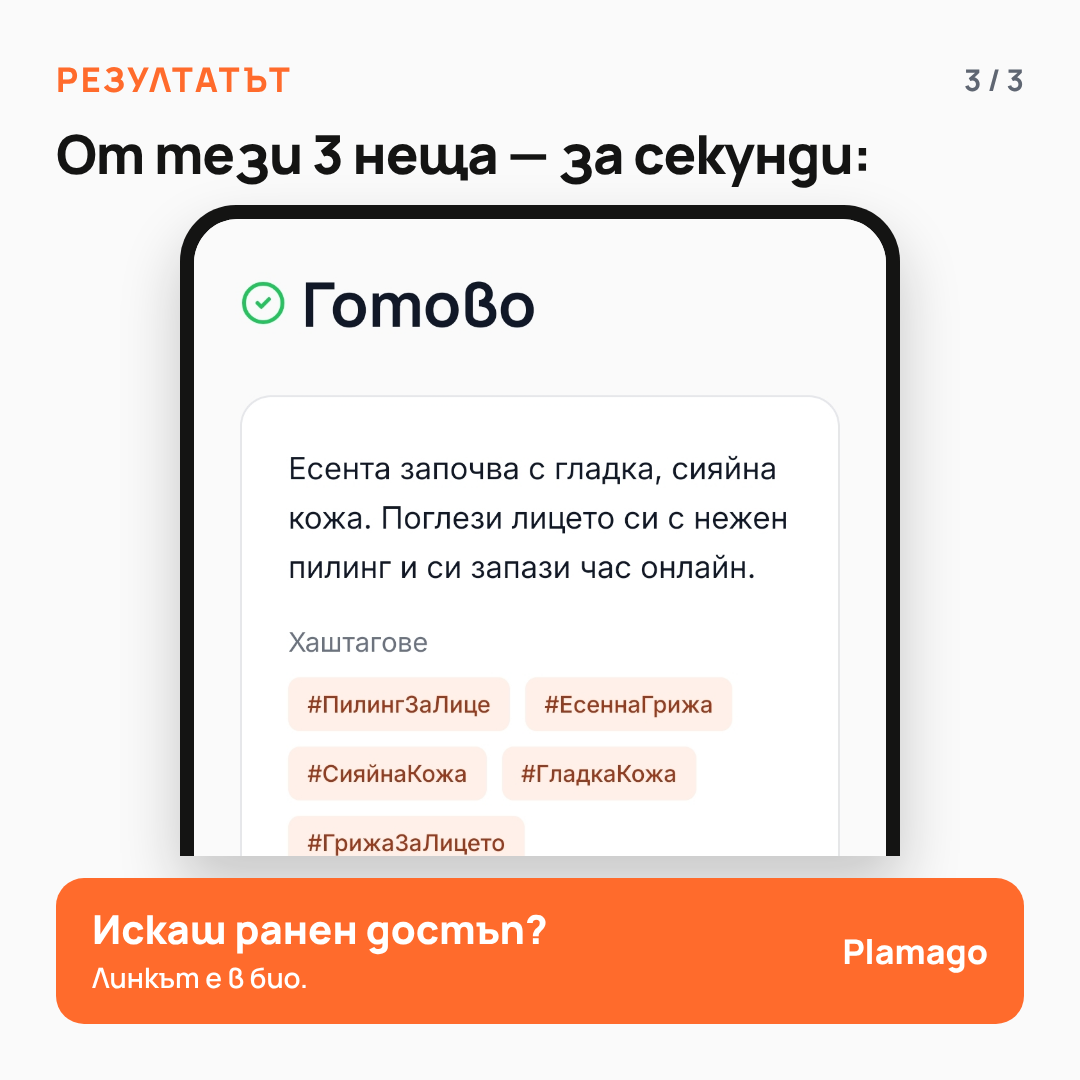 РЕЗУЛТАТЪТ
3 / 3
От тези 3 неща — за секунди:
Готово
Есента започва с гладка, сияйна
кожа. Поглези лицето си с нежен
пилинг и си запази час онлайн.
Хаштагове
#ПилингЗаЛице #ЕсеннаГрижа
#СияйнаКожа #ГладкаКожа
#ГрижаЗаЛицето
Искаш ранен достъп?
Линкът е в био.
Plamago